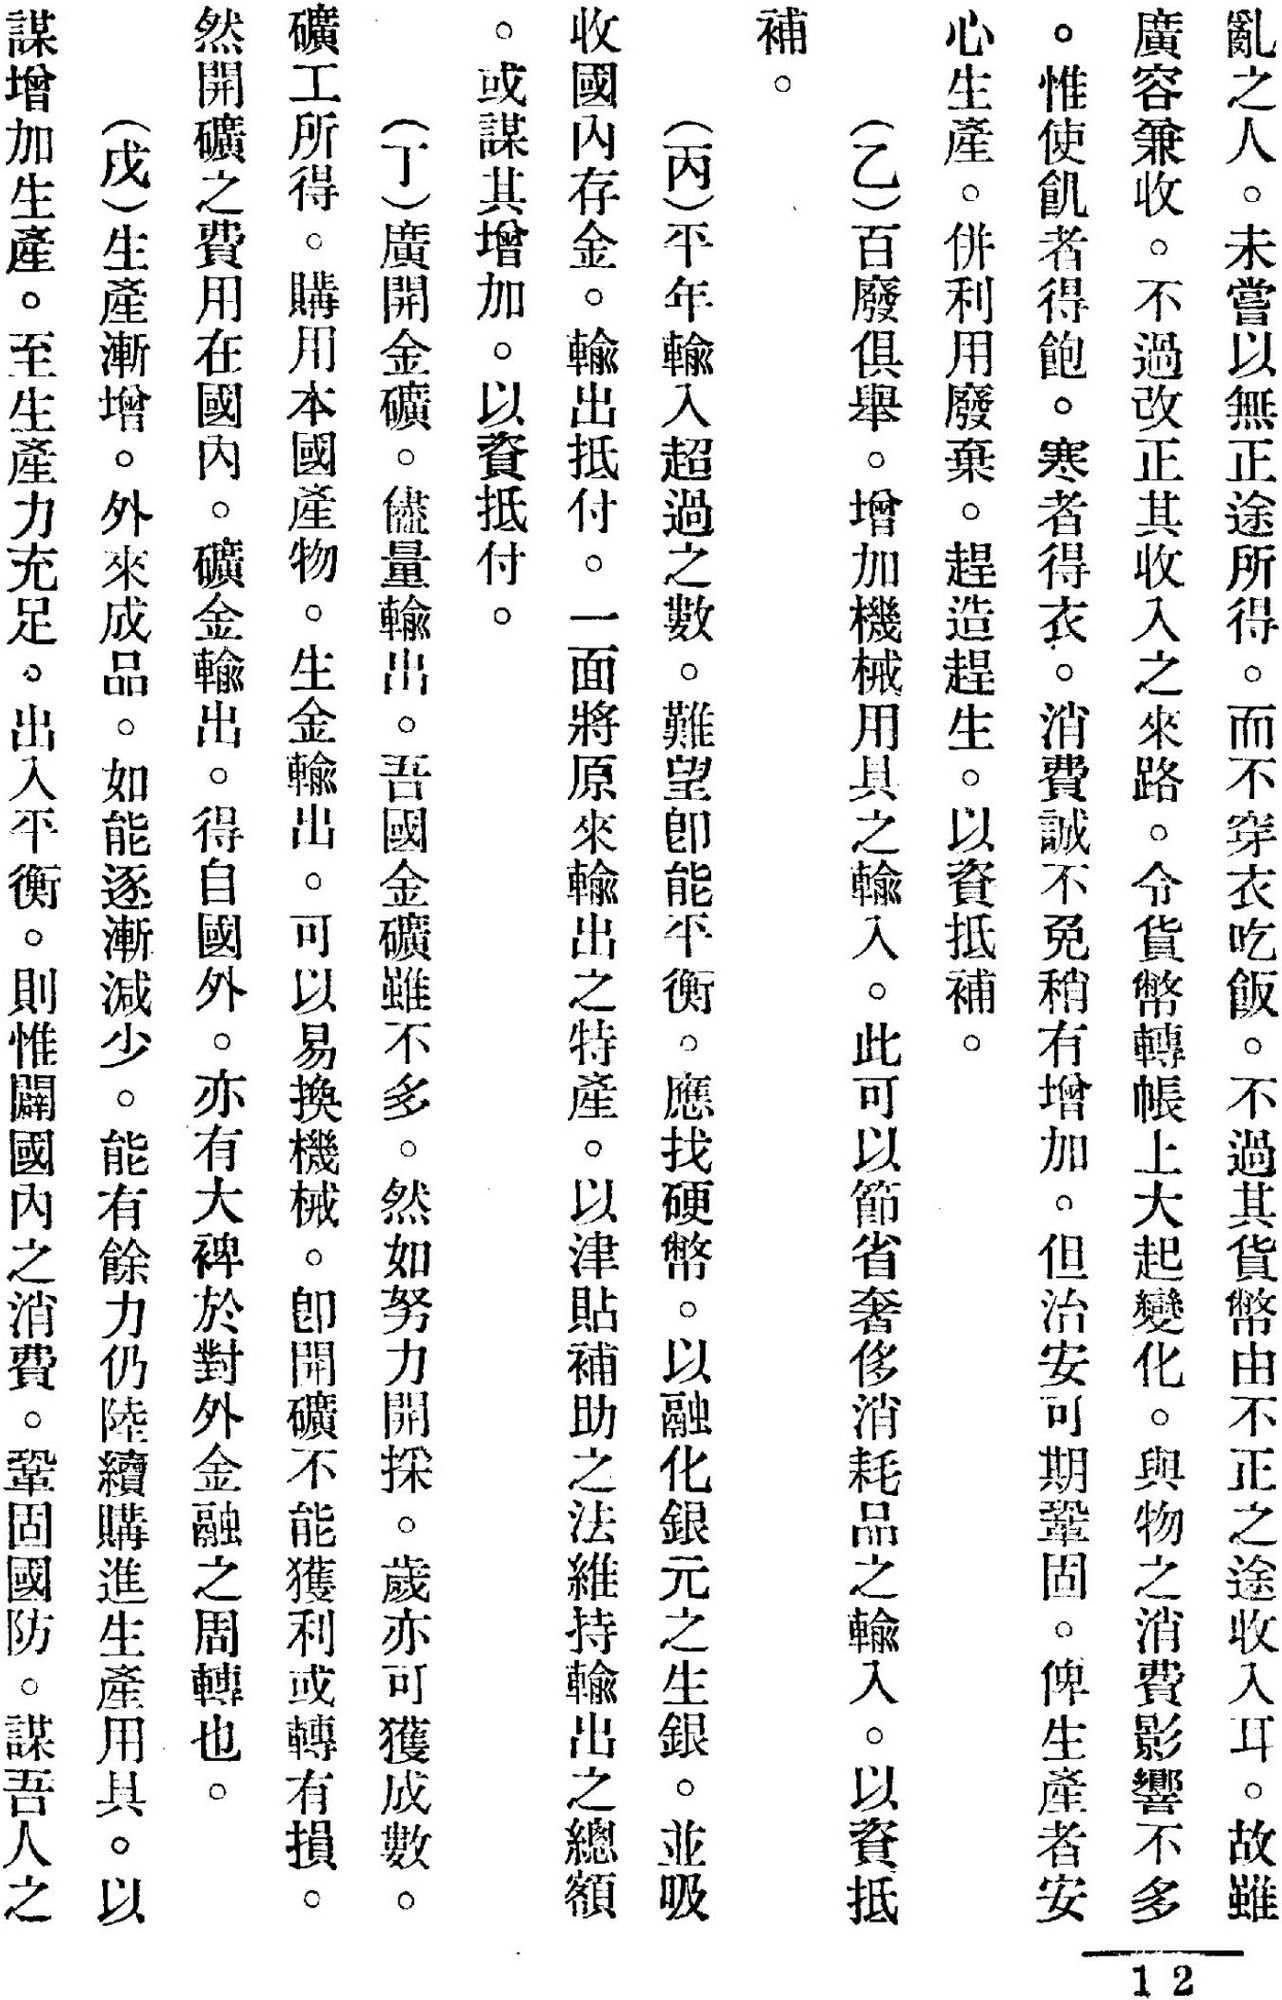 亂之人。未嘗以無正途所得。而不穿衣吃飯。不過其貨幣由不正之途收入耳。故雖
廣容兼收。不過改正其收入之來路。令貨幣轉帳上大起變化。與物之消費影響不多
。惟使飢者得飽。寒者得衣。消費誠不免稍有增加。但治安可期鞏固。俾生產者安
心生產。併利用廢棄。趕造趕生。以資抵補。
(乙)百廢俱舉。增加機械用具之輸入。此可以節省奢侈消耗品之輸入。以資抵
補。
(丙)平年輸入超過之數。難望卽能平衡。應找硬幣。以融化銀元之生銀。並吸
收國內存金。輸出抵付。一面將原來輸出之特產。以津貼補助之法維持輸出之總額
。或謀其增加。以資抵付。
(丁)廣開金礦。儘量輸出。吾國金礦雖不多。然如努力開採。歲亦可獲成數。
礦工所得。購用本國產物。生金輸出。可以易換機械。卽開礦不能獲利或轉有損。
然開礦之費用在國內。礦金輸出。得自國外。亦有大裨於對外金融之周轉也。
(戊)生產漸增。外來成品。如能逐漸減少。能有餘力仍陸續購進生產用具。以
謀增加生產。至生產力充足。出入平衡。則惟闢國內之消費。鞏固國防。謀吾人之
12